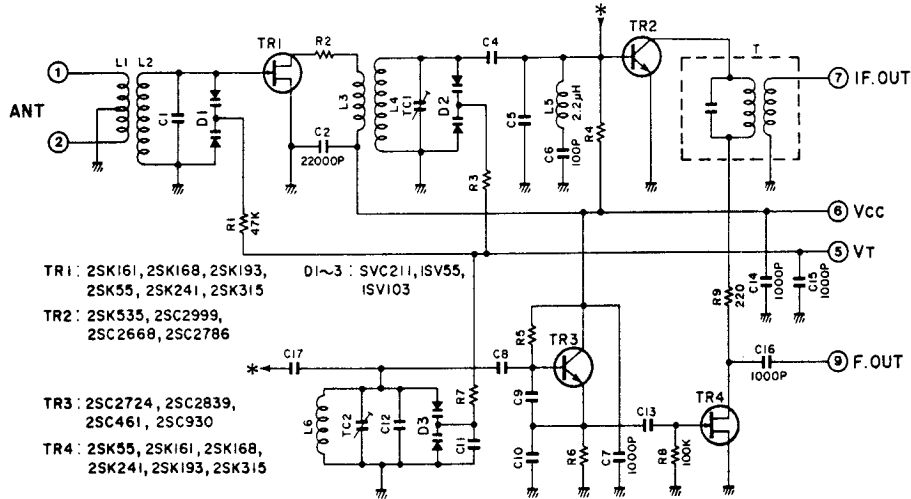 *
TR2
TR1
R2
C4
T
L1 L2
1
7 IF.OUT
L3
L4
TC1
D2
ANT
C1
D1
C5
L5
2.2μH
R4
2
C2
22000P
C6
100P
R3
R1
47K
6 Vcc
5 VT
TR1 : 2SK161, 2SK168, 2SK193,
2SK55, 2SK241, 2SK315
D1~3 : SVC211, 1SV55,
1SV103
C14
1000P
C15
1000P
R9
220
TR2 : 2SK535, 2SC2999,
2SC2668, 2SC2786
R5
TR3
C17
C8
C16
1000P
9 F.OUT
*
TR3 : 2SC2724, 2SC2839,
2SC461, 2SC930
L6
TC2
C12
D3
R7
C11
C9
C13
TR4
TR4 : 2SK55, 2SK161, 2SK168,
2SK241, 2SK193, 2SK315
C10
R6
C7
1000P
R8
100K